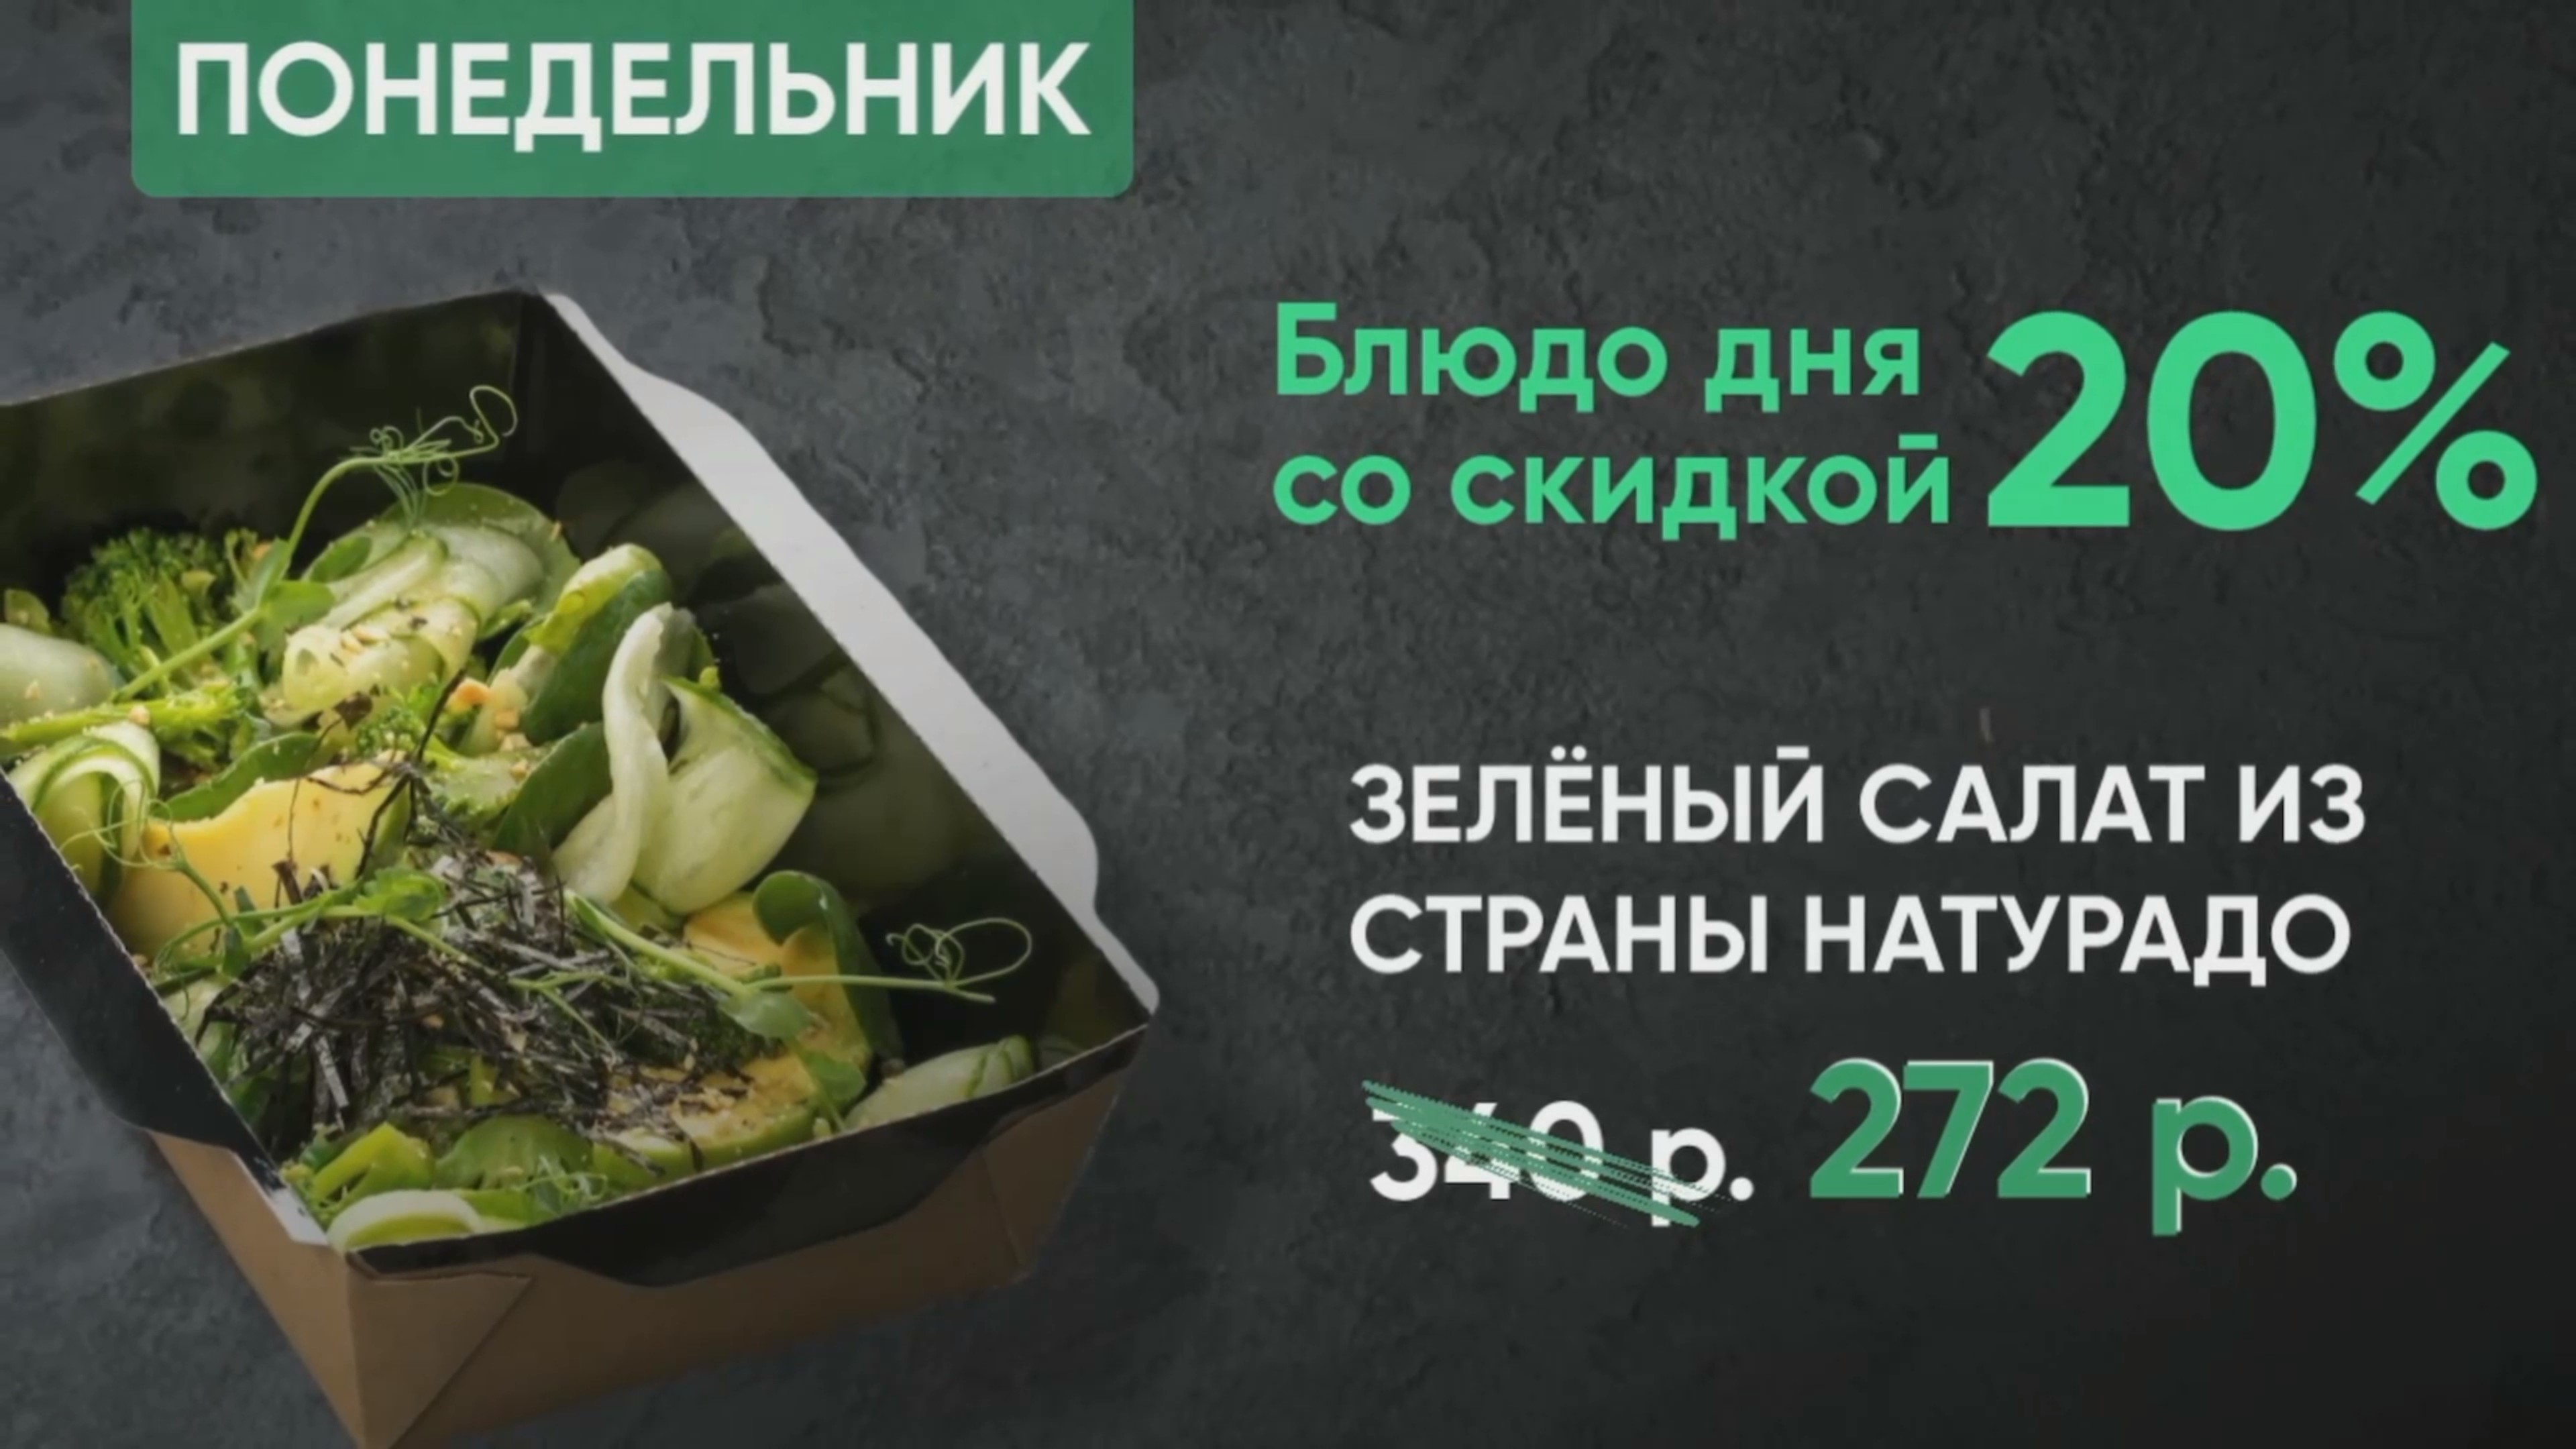 ПОНЕДЕЛЬНИК
Блюдо дня
со скидкой 20%
ЗЕЛЁНЫЙ САЛАТ ИЗ
СТРАНЫ НАТУРАДО
340 р. 272 р.